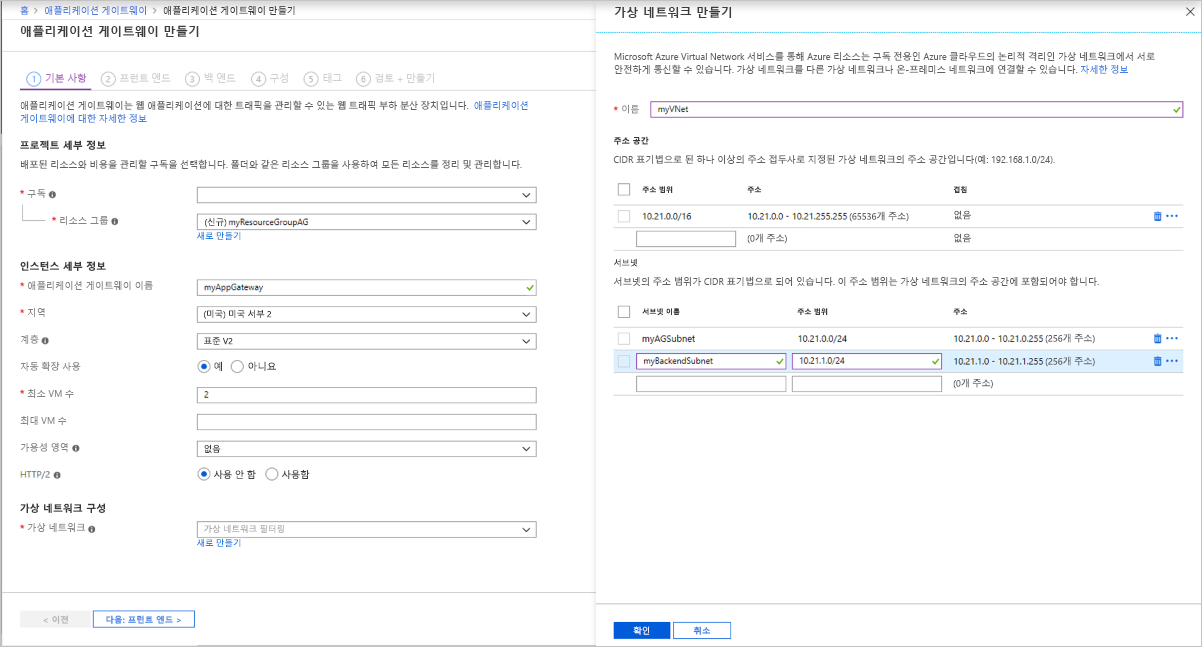 홈 > 애플리케이션 게이트웨이 > 애플리케이션 게이트웨이 만들기
애플리케이션 게이트웨이 만들기
1 기본 사항 2 프런트 엔드 3 백 엔드 4 구성 5 태그 6 검토 + 만들기
애플리케이션 게이트웨이는 웹 애플리케이션에 대한 트래픽을 관리할 수 있는 웹 트래픽 부하 분산 장치입니다. 애플리케이션
게이트웨이에 대한 자세한 정보
프로젝트 세부 정보
배포된 리소스와 비용을 관리할 구독을 선택합니다. 폴더와 같은 리소스 그룹을 사용하여 모든 리소스를 정리 및 관리합니다.
* 구독
* 리소스 그룹 (신규) myResourceGroupAG
새로 만들기
인스턴스 세부 정보
* 애플리케이션 게이트웨이 이름 myAppGateway
* 지역 (미국) 미국 서부 2
계층 표준 V2
자동 확장 사용 예 아니요
* 최소 VM 수 2
최대 VM 수
가용성 영역 없음
HTTP/2 사용 안 함 사용함
가상 네트워크 구성
* 가상 네트워크 가상 네트워크 필터링
새로 만들기
< 이전 다음: 프런트 엔드 >
가상 네트워크 만들기
Microsoft Azure Virtual Network 서비스를 통해 Azure 리소스는 구독 전용인 Azure 클라우드의 논리적 격리인 가상 네트워크에서 서로
안전하게 통신할 수 있습니다. 가상 네트워크를 다른 가상 네트워크나 온-프레미스 네트워크에 연결할 수 있습니다. 자세한 정보
* 이름 myVNet
주소 공간
CIDR 표기법으로 된 하나 이상의 주소 접두사로 지정된 가상 네트워크의 주소 공간입니다(예: 192.168.1.0/24).
주소 범위 주소 겹침
10.21.0.0/16 10.21.0.0 - 10.21.255.255 (65536개 주소) 없음
(0개 주소) 없음
서브넷
서브넷의 주소 범위가 CIDR 표기법으로 되어 있습니다. 이 주소 범위는 가상 네트워크의 주소 공간에 포함되어야 합니다.
서브넷 이름 주소 범위 주소
myAGSubnet 10.21.0.0/24 10.21.0.0 - 10.21.0.255 (256개 주소)
myBackendSubnet 10.21.1.0/24 10.21.1.0 - 10.21.1.255 (256개 주소)
(0개 주소)
확인 취소